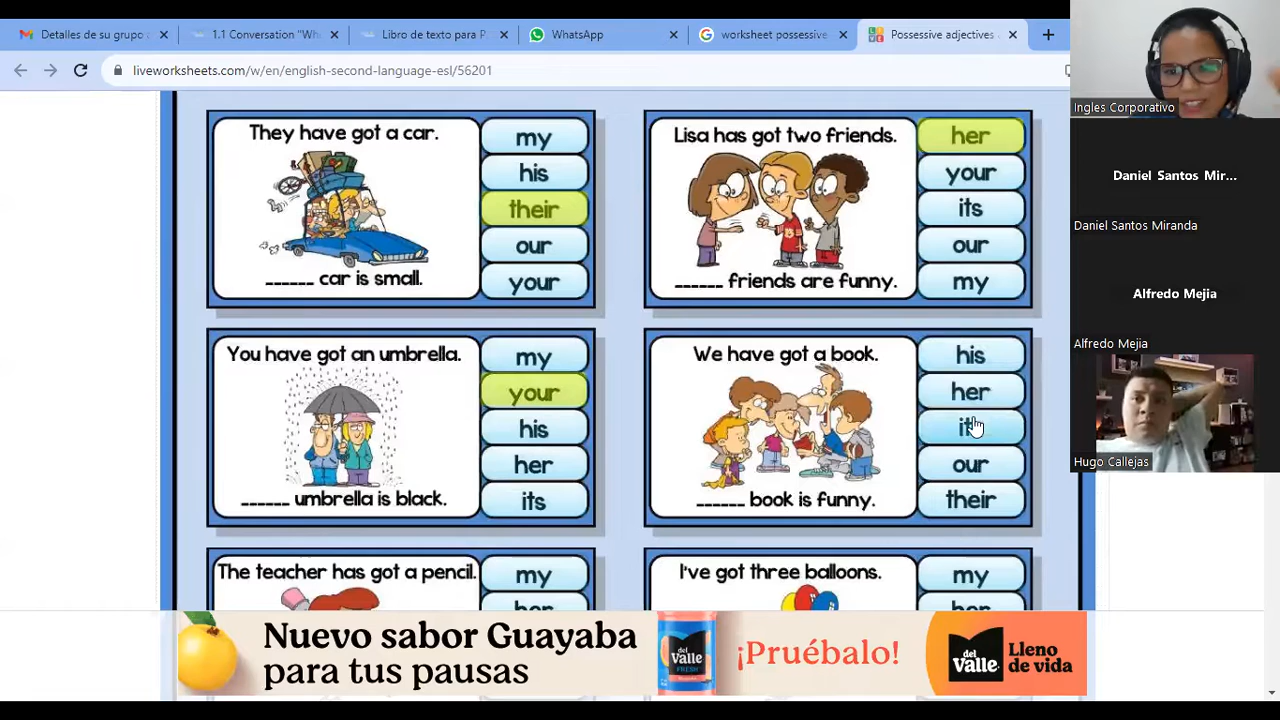 Detalles de su grupo
1.1 Conversation "Wh
Libro de texto para P
WhatsApp
worksheet possessive
Possessive adjectives
liveworksheets.com/w/en/english-second-language-esl/56201
They have got a car.
my
his
their
our
your
______ car is small.
Lisa has got two friends.
her
your
its
our
my
______ friends are funny.
You have got an umbrella.
my
your
his
her
its
______ umbrella is black.
We have got a book.
his
her
our
their
______ book is funny.
The teacher has got a pencil.
my
her
I've got three balloons.
my
her
Nuevo sabor Guayaba
para tus pausas
del Valle
FRESH
¡Pruébalo!
del Valle
Lleno
de vida
Ingles Corporativo
Daniel Santos Mir...
Daniel Santos Miranda
Alfredo Mejia
Alfredo Mejia
Hugo Callejas